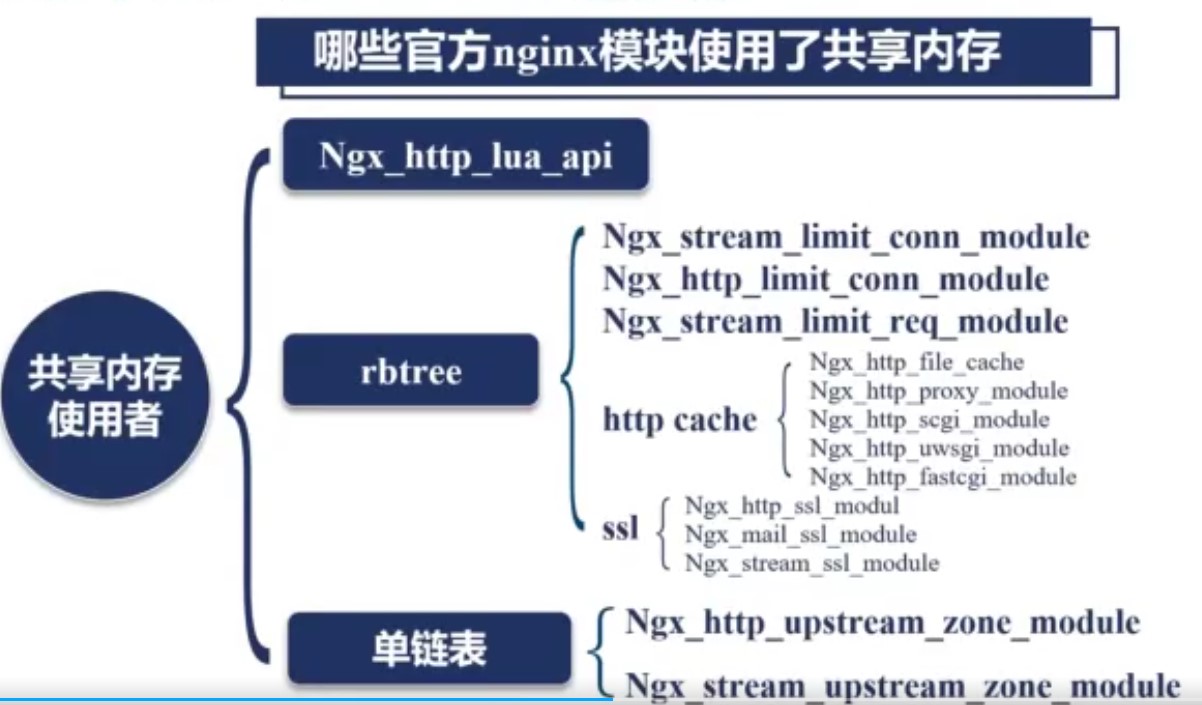 哪些官方nginx模块使用了共享内存
Ngx_http_lua_api
共享内存
使用者
rbtree
Ngx_stream_limit_conn_module
Ngx_http_limit_conn_module
Ngx_stream_limit_req_module
http cache
Ngx_http_file_cache
Ngx_http_proxy_module
Ngx_http_scgi_module
Ngx_http_uwsgi_module
Ngx_http_fastcgi_module
ssl
Ngx_http_ssl_modul
Ngx_mail_ssl_module
Ngx_stream_ssl_module
单链表
Ngx_http_upstream_zone_module
Ngx_stream_upstream_zone_module